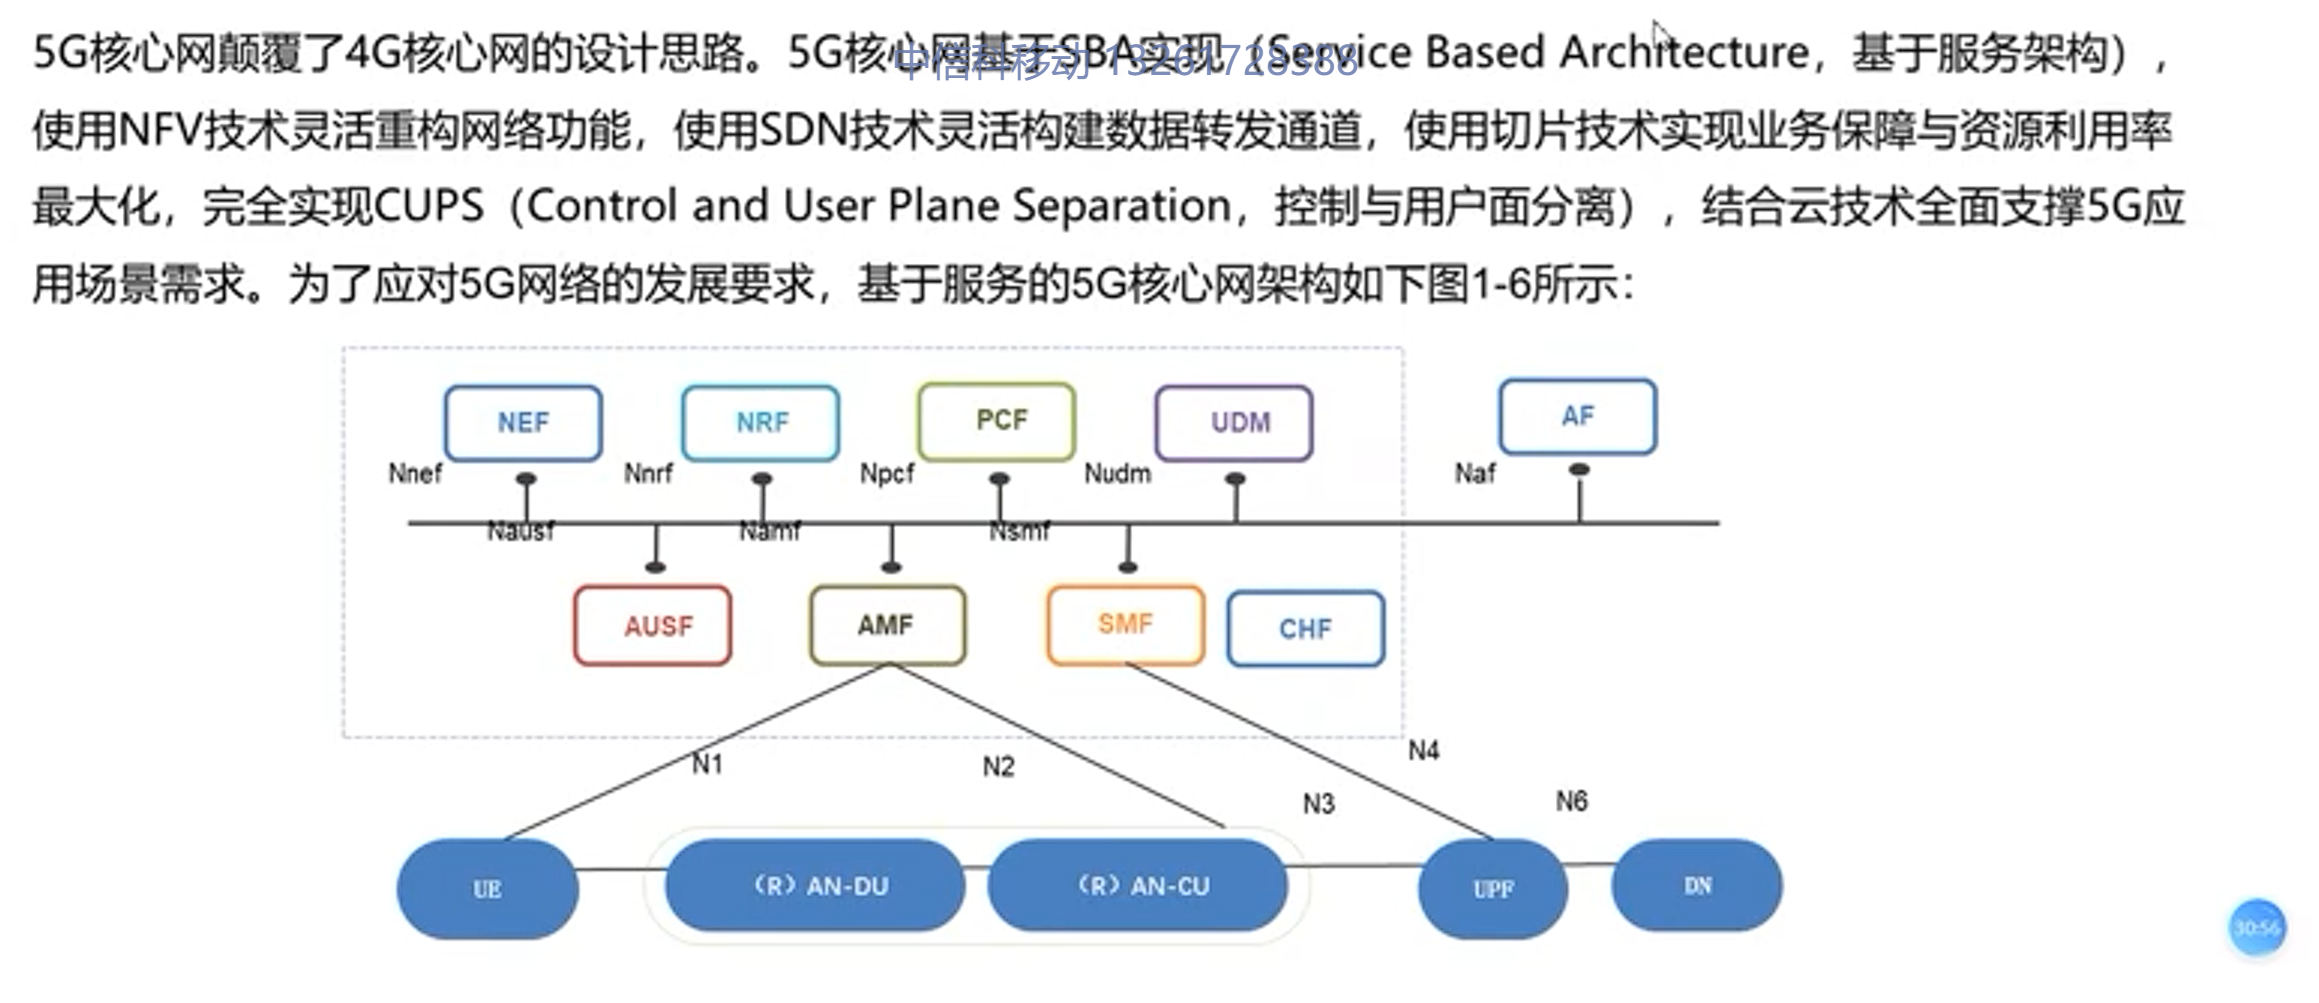 5G核心网颠覆了4G核心网的设计思路。5G核心网基于SBA实现（Service Based Architecture，基于服务架构），
中信科移动 13261728388
使用NFV技术灵活重构网络功能，使用SDN技术灵活构建数据转发通道，使用切片技术实现业务保障与资源利用率
最大化，完全实现CUPS（Control and User Plane Separation，控制与用户面分离），结合云技术全面支撑5G应
用场景需求。为了应对5G网络的发展要求，基于服务的5G核心网架构如下图1-6所示：
NEF NRF PCF UDM AF
Nnef Nnrf Npcf Nudm Naf
Nausf Namf Nsmf
AUSF AMF SMF CHF
N1 N2 N4
N3 N6
UE （R）AN-DU （R）AN-CU UPF DN
30:56